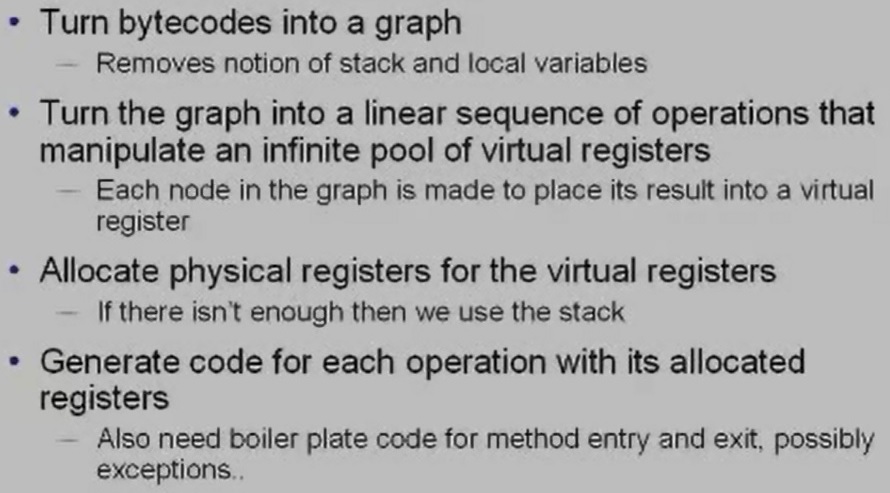 • Turn bytecodes into a graph
– Removes notion of stack and local variables
• Turn the graph into a linear sequence of operations that
manipulate an infinite pool of virtual registers
– Each node in the graph is made to place its result into a virtual
register
• Allocate physical registers for the virtual registers
– If there isn't enough then we use the stack
• Generate code for each operation with its allocated
registers
– Also need boiler plate code for method entry and exit, possibly
exceptions..